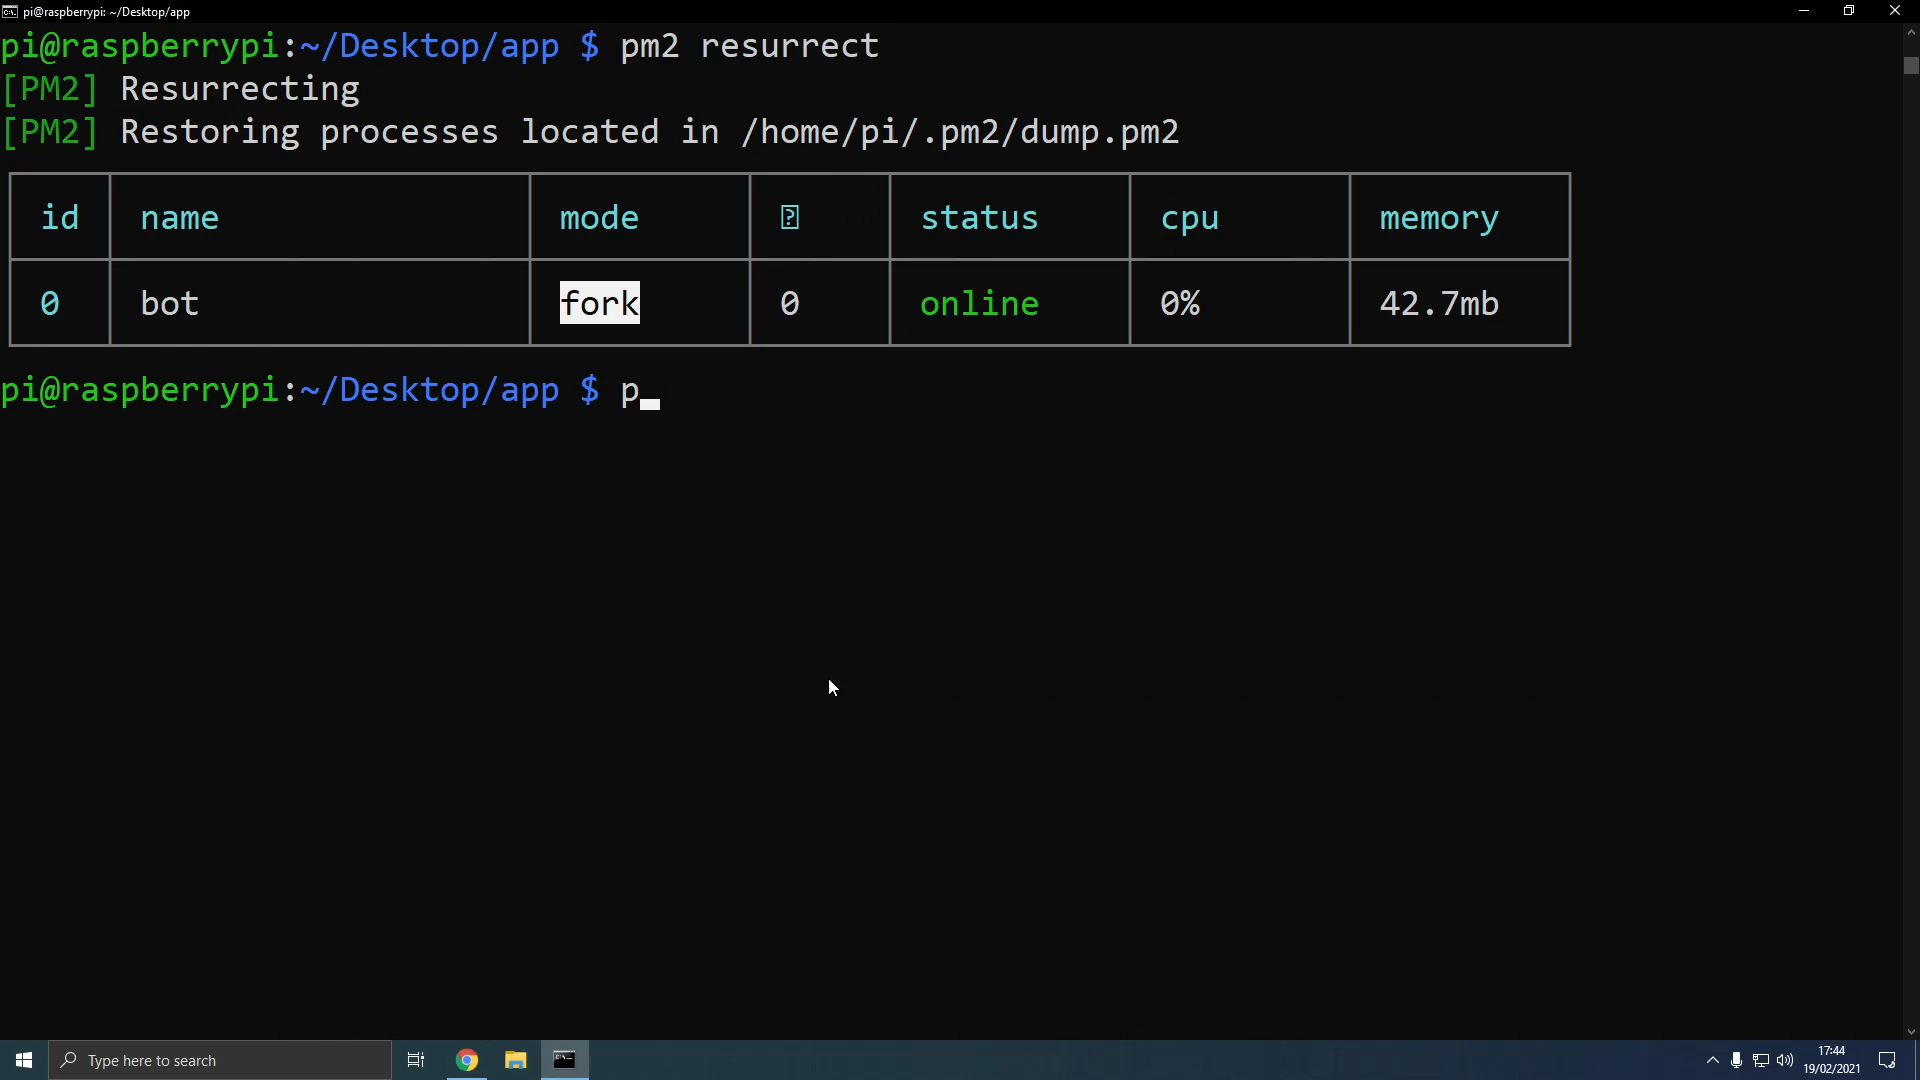 pi@raspberrypi: ~/Desktop/app
pi@raspberrypi:~/Desktop/app $ pm2 resurrect
[PM2] Resurrecting
[PM2] Restoring processes located in /home/pi/.pm2/dump.pm2
id name mode status cpu memory
0 bot fork 0 online 0% 42.7mb
pi@raspberrypi:~/Desktop/app $ p_
Type here to search
17:44
19/02/2021